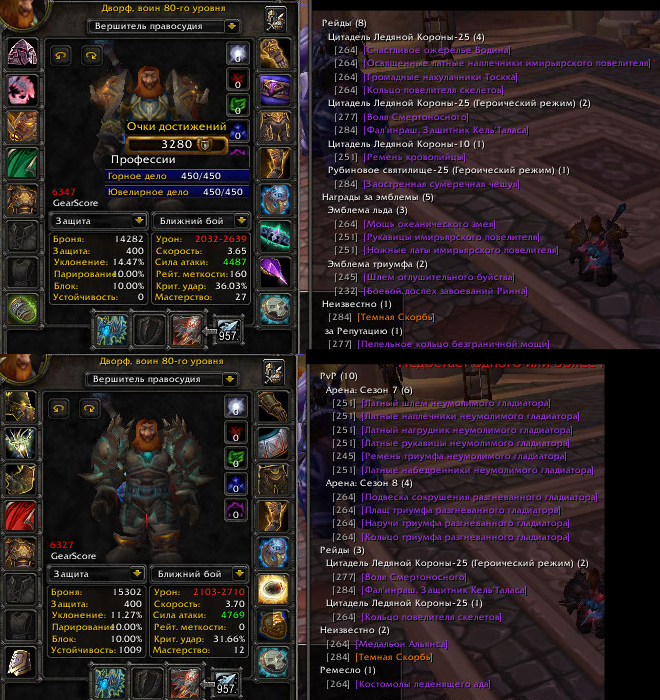 Дворф, воин 80-го уровня
Вершитель правосудия
0
0
0
0
Очки достижений
3280
Профессии
Горное дело 450/450
Ювелирное дело 450/450
6347
GearScore
Защита
Ближний бой
Броня: 14282
Защита: 400
Уклонение: 14.47%
Парирование: 10.00%
Блок: 10.00%
Устойчивость: 0
Урон: 2032-2639
Скорость: 3.65
Сила атаки: 4487
Рейт. меткости: 160
Крит. удар: 36.03%
Мастерство: 27
957
Рейды (8)
Цитадель Ледяной Короны-25 (4)
[264] [Счастливое ожерелье Водина]
[264] [Освященные латные наплечники имирьярского повелителя]
[264] [Громадные накулачники Тоскка]
[264] [Кольцо повелителя скелетов]
Цитадель Ледяной Короны-25 (Героический режим) (2)
[277] [Воля Смертоносного]
[284] [Фал'инраш, Защитник Кель'Таласа]
Цитадель Ледяной Короны-10 (1)
[251] [Ремень кровопийцы]
Рубиновое святилище-25 (Героический режим) (1)
[284] [Заостренная сумеречная чешуя]
Награды за эмблемы (5)
Эмблема льда (3)
[264] [Мощь океанического змея]
[251] [Рукавицы имирьярского повелителя]
[251] [Ножные латы имирьярского повелителя]
Эмблема триумфа (2)
[245] [Шлем оглушительного буйства]
[232] [Боевой доспех завоеваний Ринна]
Неизвестно (1)
[284] [Темная Скорбь]
за Репутацию (1)
[277] [Пепельное кольцо безграничной мощи]
Дворф, воин 80-го уровня
Вершитель правосудия
0
0
0
0
6327
GearScore
Защита
Ближний бой
Броня: 15302
Защита: 400
Уклонение: 11.27%
Парирование: 10.00%
Блок: 10.00%
Устойчивость: 1009
Урон: 2103-2710
Скорость: 3.70
Сила атаки: 4769
Рейт. меткости: 0
Крит. удар: 31.66%
Мастерство: 12
957
PvP (10)
Арена: Сезон 7 (6)
[251] [Латный шлем неумолимого гладиатора]
[251] [Латные наплечники неумолимого гладиатора]
[251] [Латный нагрудник неумолимого гладиатора]
[251] [Латные рукавицы неумолимого гладиатора]
[245] [Ремень триумфа неумолимого гладиатора]
[251] [Латные набедренники неумолимого гладиатора]
Арена: Сезон 8 (4)
[264] [Подвеска сокрушения разгневанного гладиатора]
[264] [Плащ триумфа разгневанного гладиатора]
[264] [Наручи триумфа разгневанного гладиатора]
[264] [Кольцо триумфа разгневанного гладиатора]
Рейды (3)
Цитадель Ледяной Короны-25 (Героический режим) (2)
[277] [Воля Смертоносного]
[284] [Фал'инраш, Защитник Кель'Таласа]
Цитадель Ледяной Короны-25 (1)
[264] [Кольцо повелителя скелетов]
Неизвестно (2)
[264] [Медальон Альянса]
[284] [Темная Скорбь]
Ремесло (1)
[264] [Костомолы леденящего ада]